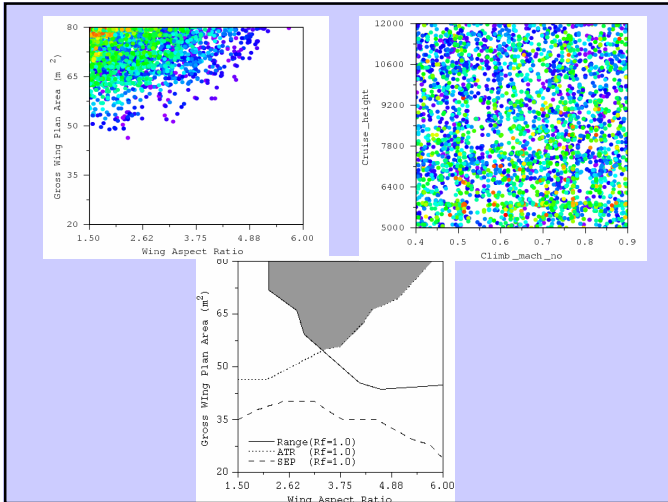 80
65
50
35
20
Gross Wing Plan Area (m 2)
1.50 2.62 3.75 4.88 6.00
Wing Aspect Ratio
12000
10600
9200
7800
6400
5000
Cruise_height
0.4 0.5 0.6 0.7 0.8 0.9
Climb_mach_no
80
65
50
35
20
Gross WIng Plan Area (m2)
Range(Rf=1.0)
ATR (Rf=1.0)
SEP (Rf=1.0)
1.50 2.62 3.75 4.88 6.00
Wing Aspect Ratio